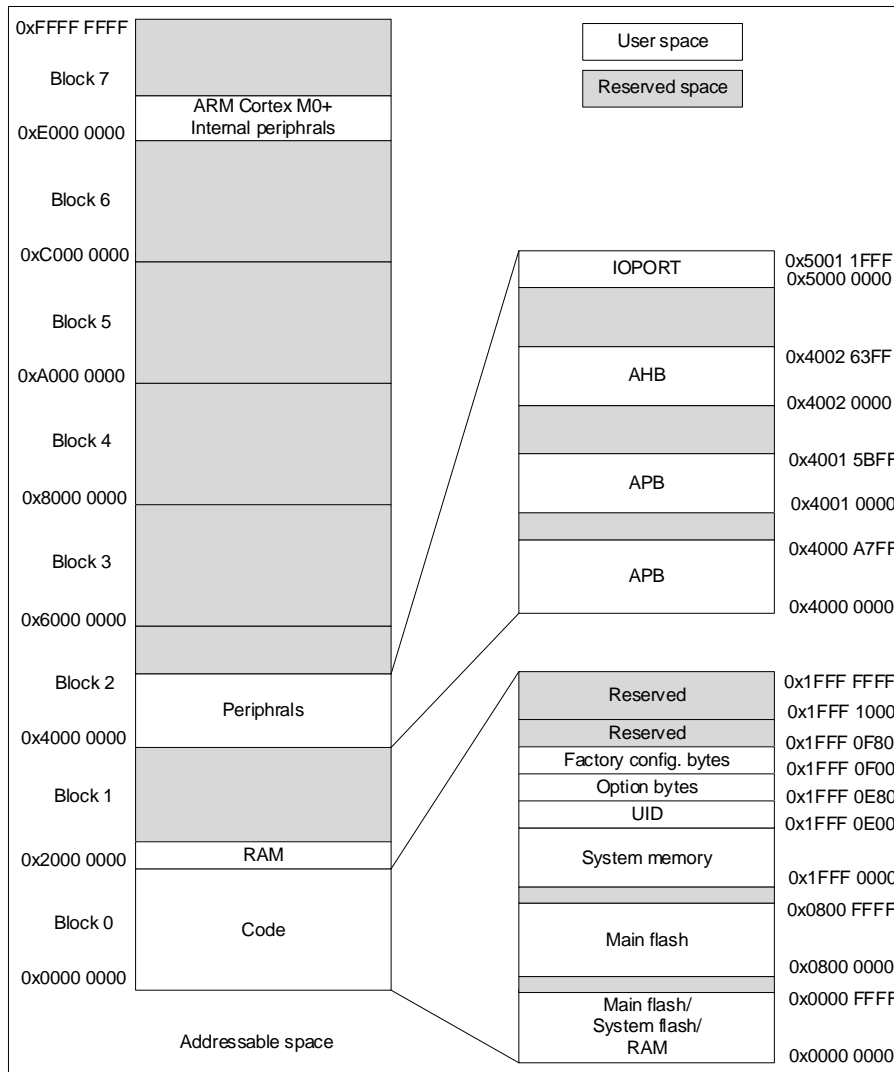 0xFFFF FFFF
Block 7
ARM Cortex M0+
Internal periphrals
0xE000 0000
Block 6
0xC000 0000
Block 5
0xA000 0000
Block 4
0x8000 0000
Block 3
0x6000 0000
Block 2
Periphrals
0x4000 0000
Block 1
0x2000 0000
RAM
Block 0
Code
0x0000 0000
Addressable space
User space
Reserved space
IOPORT
0x5001 1FFF
0x5000 0000
AHB
0x4002 63FF
0x4002 0000
APB
0x4001 5BFF
0x4001 0000
APB
0x4000 A7FF
0x4000 0000
Reserved
0x1FFF FFFF
0x1FFF 1000
Reserved
0x1FFF 0F80
Factory config. bytes
0x1FFF 0F00
Option bytes
0x1FFF 0E80
UID
0x1FFF 0E00
System memory
0x1FFF 0000
0x0800 FFFF
Main flash
0x0800 0000
0x0000 FFFF
Main flash/
System flash/
RAM
0x0000 0000